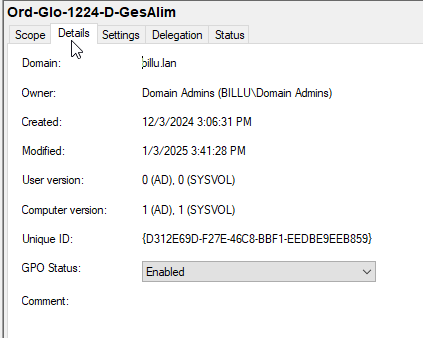 Ord-Glo-1224-D-GesAlim
Scope Details Settings Delegation Status
Domain: billu.lan
Owner: Domain Admins (BILLU\Domain Admins)
Created: 12/3/2024 3:06:31 PM
Modified: 1/3/2025 3:41:28 PM
User version: 0 (AD), 0 (SYSVOL)
Computer version: 1 (AD), 1 (SYSVOL)
Unique ID: {D312E69D-F27E-46C8-BBF1-EEDBE9EEB859}
GPO Status: Enabled
Comment: